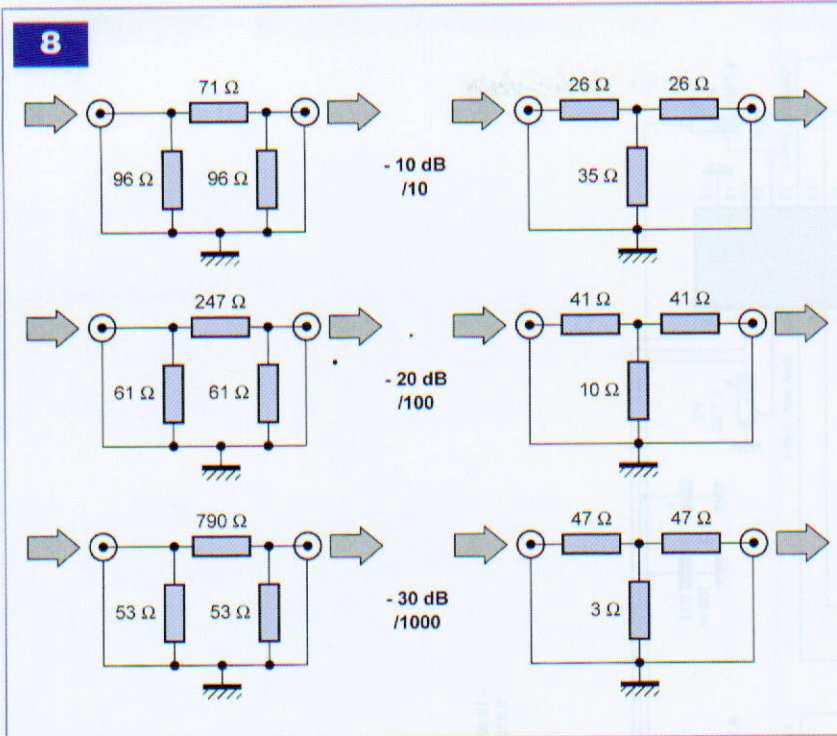 8
71 Ω
96 Ω 96 Ω
- 10 dB
/10
26 Ω 26 Ω
35 Ω
247 Ω
61 Ω 61 Ω
- 20 dB
/100
41 Ω 41 Ω
10 Ω
790 Ω
53 Ω 53 Ω
- 30 dB
/1000
47 Ω 47 Ω
3 Ω